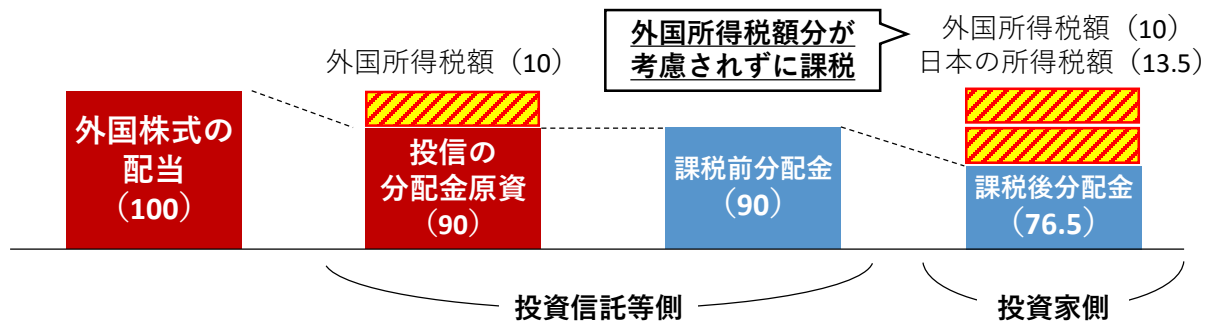 外国所得税額分が
考慮されずに課税
外国所得税額（10）
外国所得税額（10）
日本の所得税額（13.5）
外国株式の
配当
（100）
投信の
分配金原資
（90）
課税前分配金
（90）
課税後分配金
（76.5）
投資信託等側
投資家側